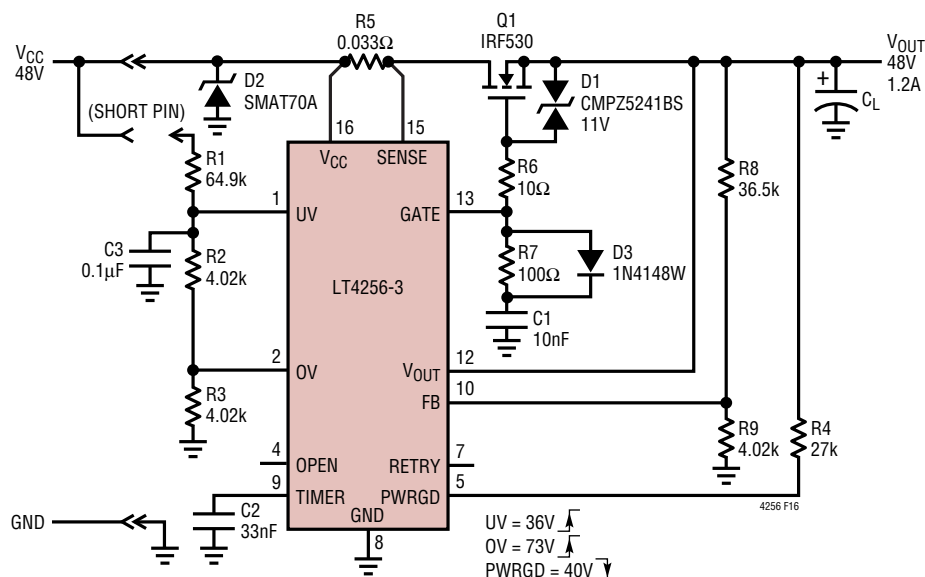 R5
0.033Ω
Q1
IRF530
VCC
48V
VOUT
48V
1.2A
D2
SMAT70A
D1
CMPZ5241BS
11V
+
CL
(SHORT PIN)
16
15
VCC
SENSE
R1
64.9k
R6
10Ω
R8
36.5k
1
UV
GATE
13
C3
0.1µF
R2
4.02k
R7
100Ω
D3
1N4148W
LT4256-3
C1
10nF
2
OV
VOUT
12
FB
10
R3
4.02k
R9
4.02k
R4
27k
4
OPEN
RETRY
7
9
TIMER
PWRGD
5
4256 F16
GND
C2
33nF
GND
8
UV = 36V
OV = 73V
PWRGD = 40V